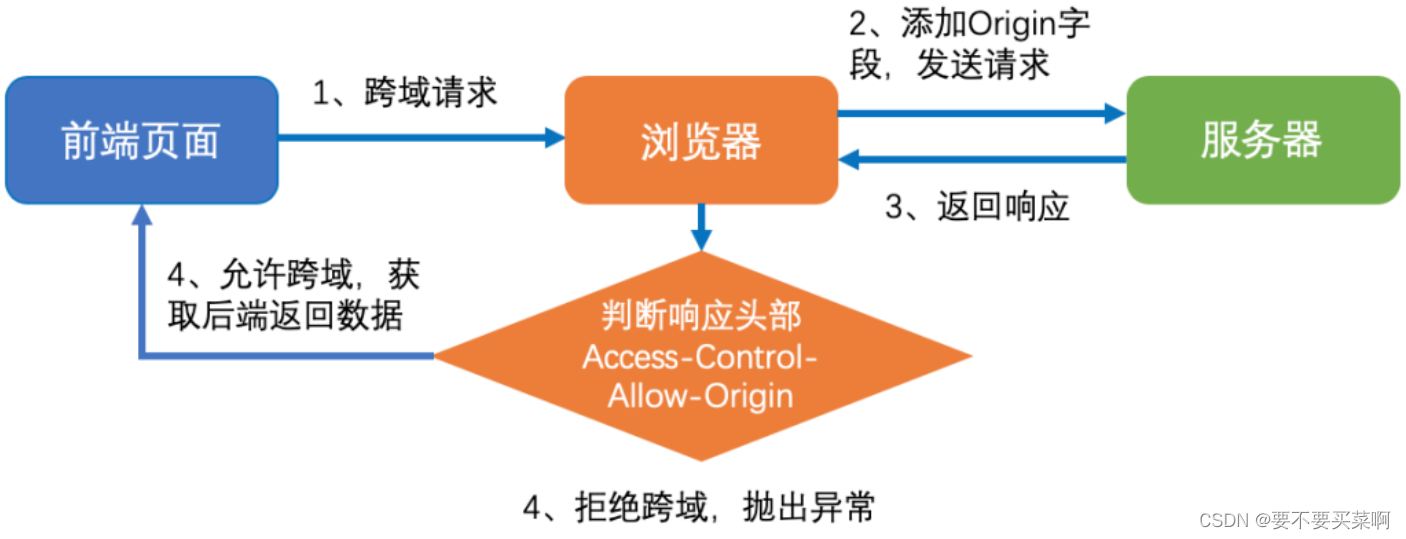 2、添加Origin字
段，发送请求
1、跨域请求
前端页面
浏览器
服务器
3、返回响应
4、允许跨域，获
取后端返回数据
判断响应头部
Access-Control-
Allow-Origin
4、拒绝跨域，抛出异常
CSDN @要不要买菜啊